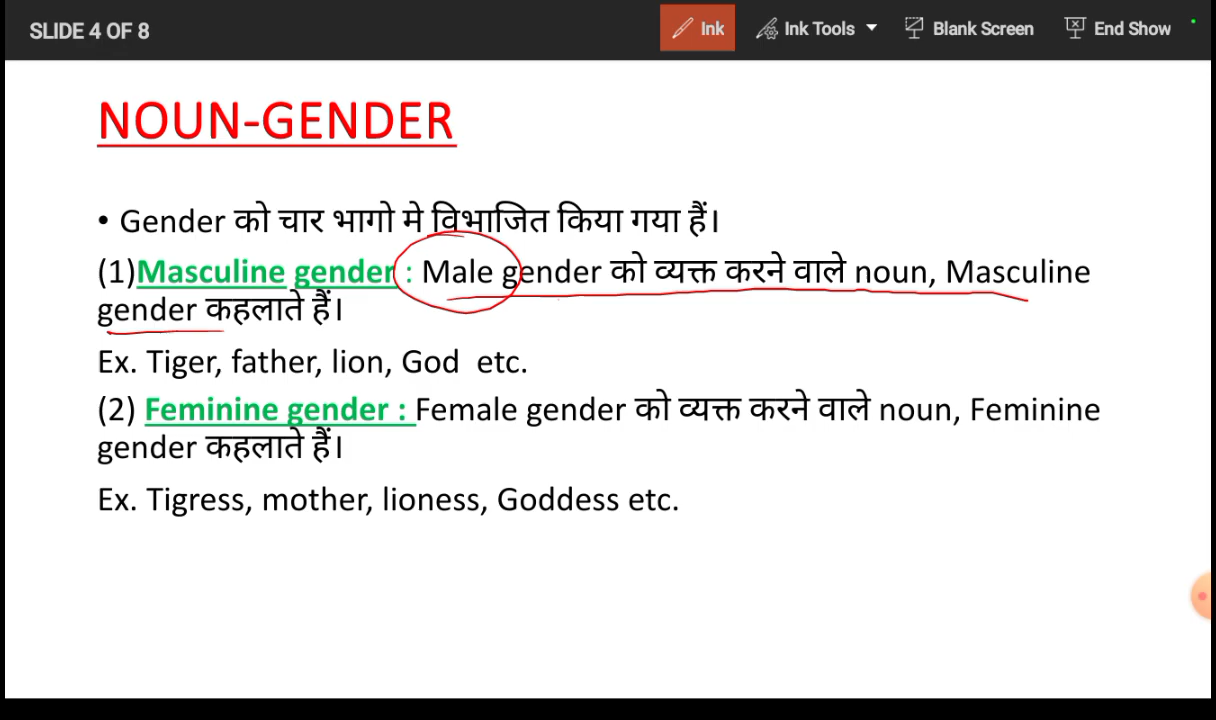 SLIDE 4 OF 8
Ink
Ink Tools
Blank Screen
End Show
NOUN-GENDER
• Gender को चार भागो मे विभाजित किया गया हैं।
(1)Masculine gender : Male gender को व्यक्त करने वाले noun, Masculine
gender कहलाते हैं।
Ex. Tiger, father, lion, God etc.
(2) Feminine gender : Female gender को व्यक्त करने वाले noun, Feminine
gender कहलाते हैं।
Ex. Tigress, mother, lioness, Goddess etc.